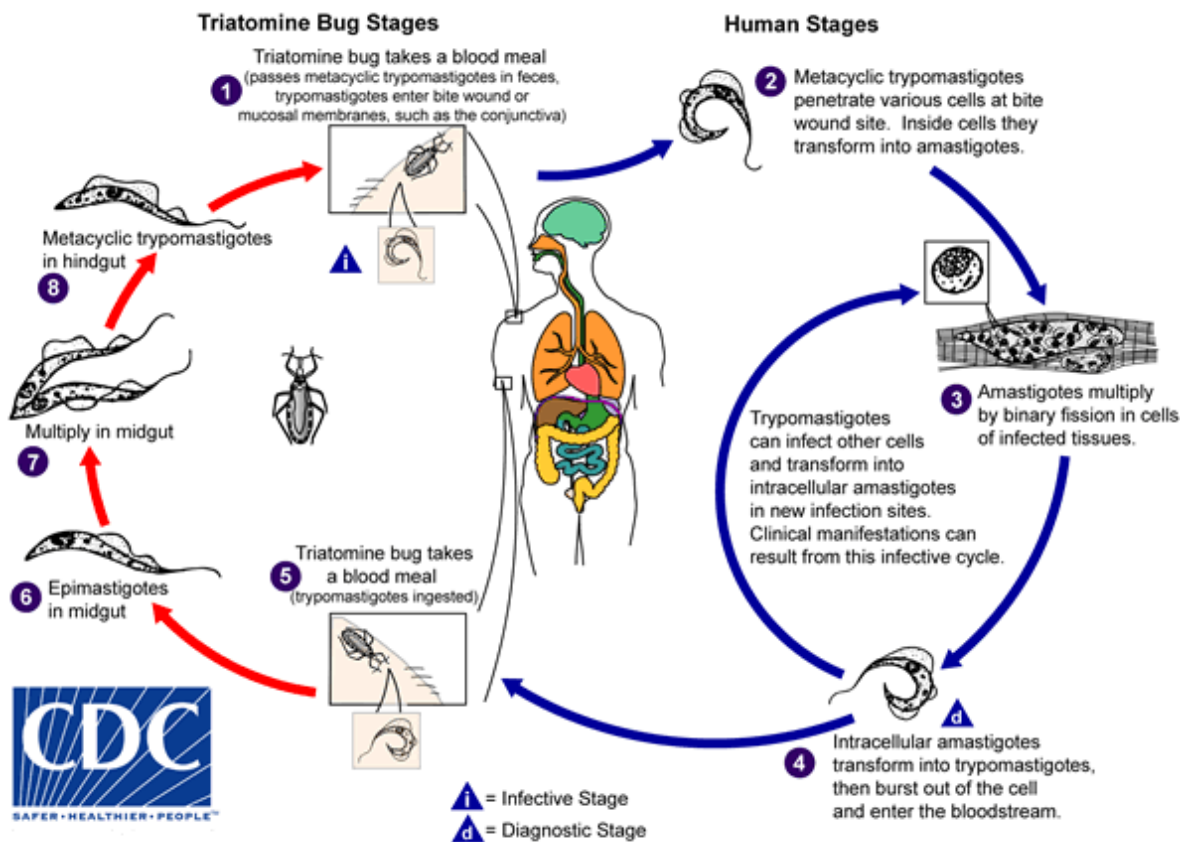 Triatomine Bug Stages
Human Stages
Triatomine bug takes a blood meal
(passes metacyclic trypomastigotes in feces,
trypomastigotes enter bite wound or
mucosal membranes, such as the conjunctiva)
1
i
2
Metacyclic trypomastigotes
penetrate various cells at bite
wound site. Inside cells they
transform into amastigotes.
3
Amastigotes multiply
by binary fission in cells
of infected tissues.
Trypomastigotes
can infect other cells
and transform into
intracellular amastigotes
in new infection sites.
Clinical manifestations can
result from this infective cycle.
d
4
Intracellular amastigotes
transform into trypomastigotes,
then burst out of the cell
and enter the bloodstream.
5
Triatomine bug takes
a blood meal
(trypomastigotes ingested)
6
Epimastigotes
in midgut
Multiply in midgut
7
Metacyclic trypomastigotes
in hindgut
8
CDC
SAFER•HEALTHIER•PEOPLE™
i = Infective Stage
d = Diagnostic Stage